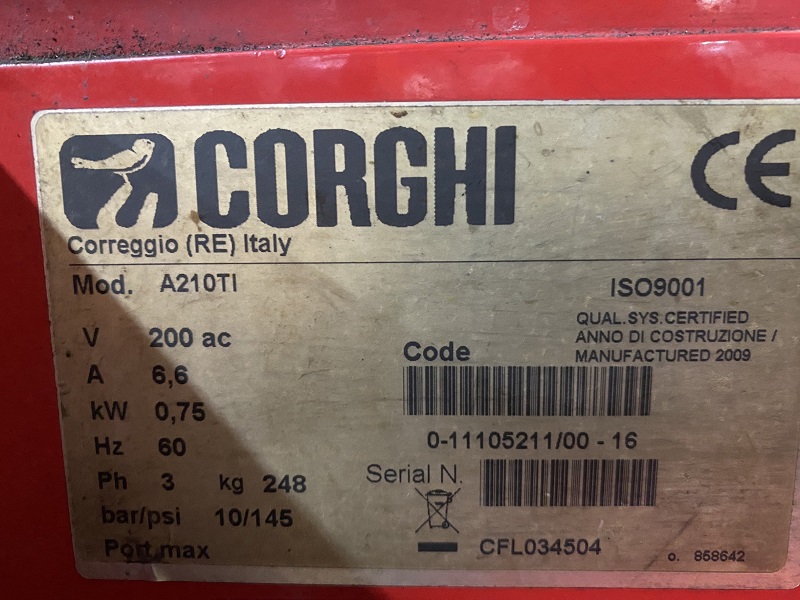 CORGHI
CE
Correggio (RE) Italy
Mod. A210TI
ISO9001
QUAL.SYS.CERTIFIED
ANNO DI COSTRUZIONE /
MANUFACTURED 2009
V 200 ac
A 6,6
kW 0,75
Hz 60
Ph 3 kg 248
bar/psi 10/145
Port.max
Code
0-11105211/00 - 16
Serial N.
CFL034504
o. 858642